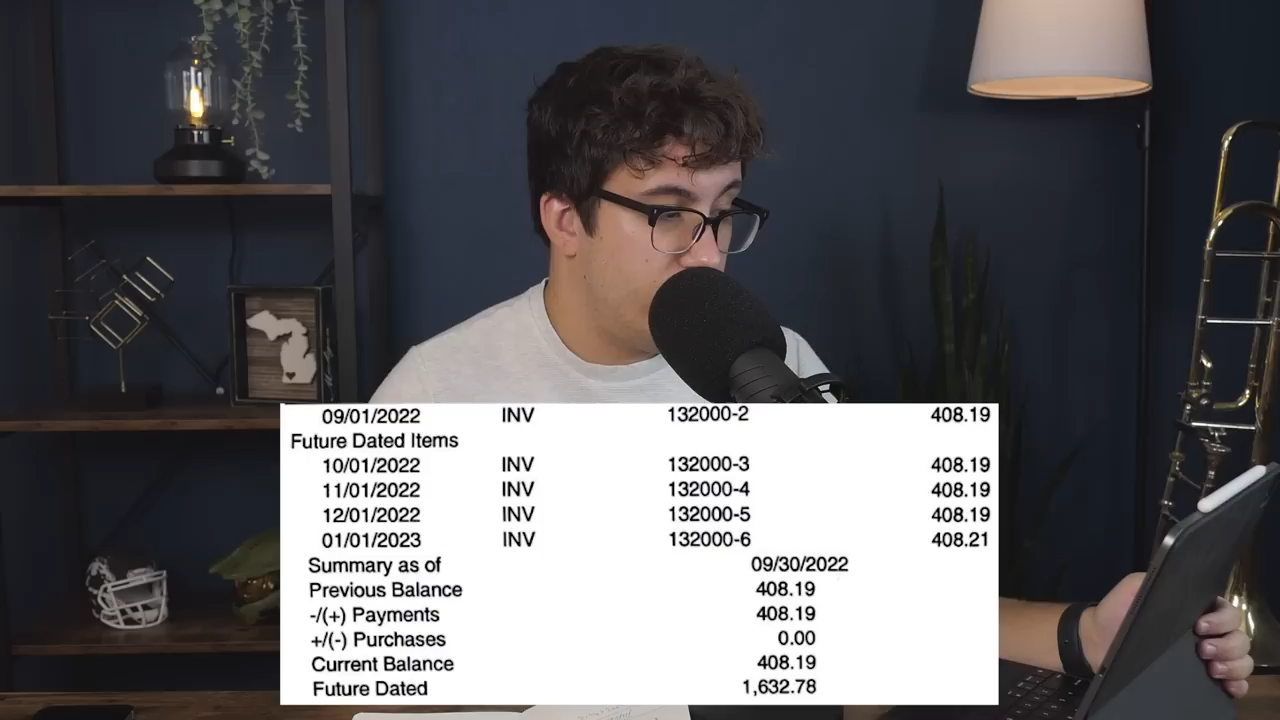 09/01/2022 INV 132000-2 408.19
Future Dated Items
10/01/2022 INV 132000-3 408.19
11/01/2022 INV 132000-4 408.19
12/01/2022 INV 132000-5 408.19
01/01/2023 INV 132000-6 408.21
Summary as of 09/30/2022
Previous Balance 408.19
-/(+) Payments 408.19
+/(-) Purchases 0.00
Current Balance 408.19
Future Dated 1,632.78